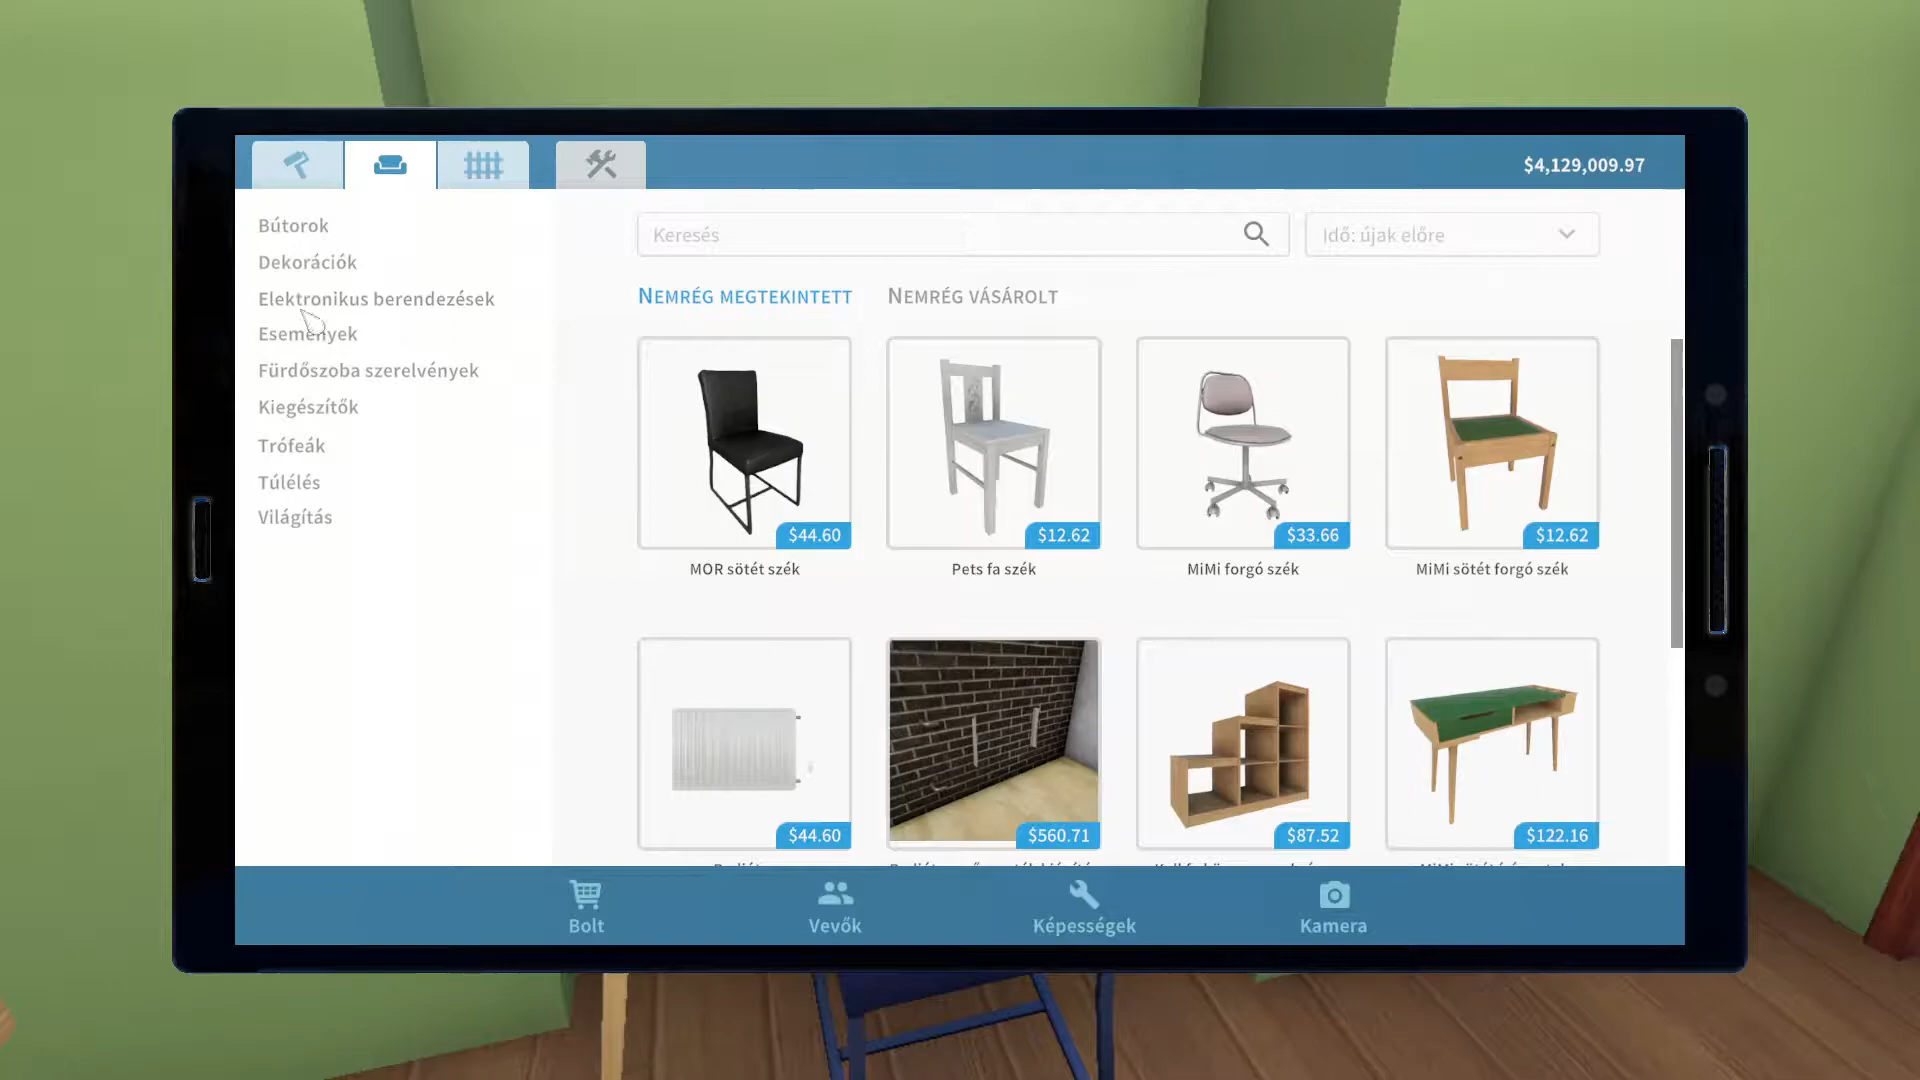 $4,129,009.97
Bútorok
Dekorációk
Elektronikus berendezések
Események
Fürdőszoba szerelvények
Kiegészítők
Trófeák
Túlélés
Világítás
Keresés
Idő: újak előre
NEMRÉG MEGTEKINTETT
NEMRÉG VÁSÁROLT
$44.60
$12.62
$33.66
$12.62
MOR sötét szék
Pets fa szék
MiMi forgó szék
MiMi sötét forgó szék
$44.60
$560.71
$87.52
$122.16
Bolt
Vevők
Képességek
Kamera